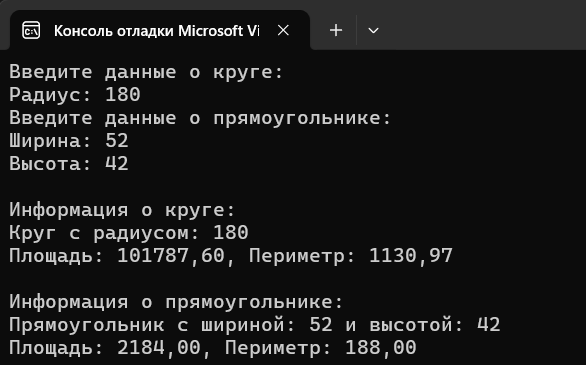 Консоль отладки Microsoft Vi
Введите данные о круге:
Радиус: 180
Введите данные о прямоугольнике:
Ширина: 52
Высота: 42
Информация о круге:
Круг с радиусом: 180
Площадь: 101787,60, Периметр: 1130,97
Информация о прямоугольнике:
Прямоугольник с шириной: 52 и высотой: 42
Площадь: 2184,00, Периметр: 188,00